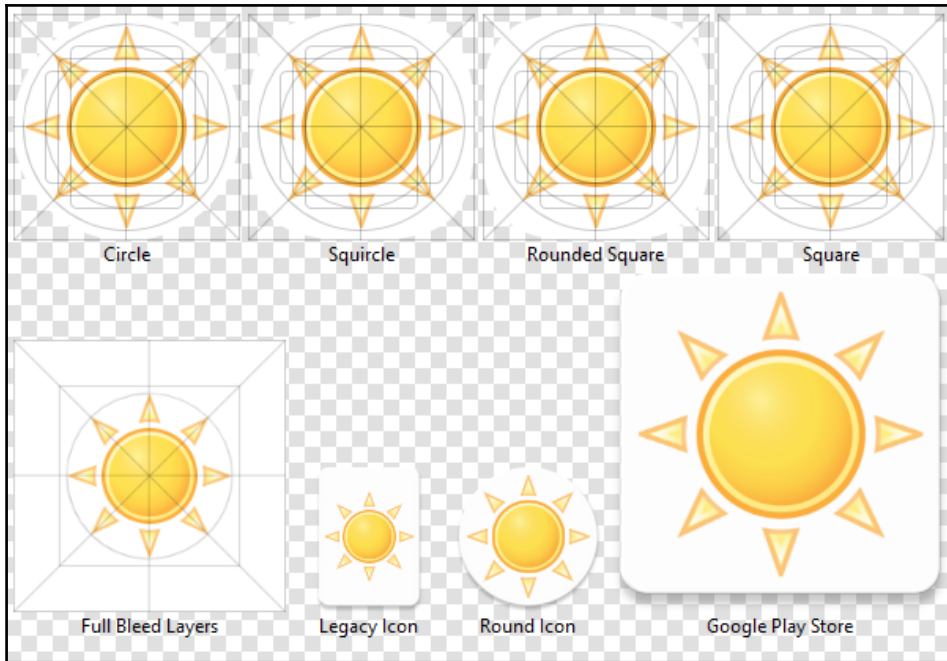 Circle
Squircle
Rounded Square
Square
Full Bleed Layers
Legacy Icon
Round Icon
Google Play Store